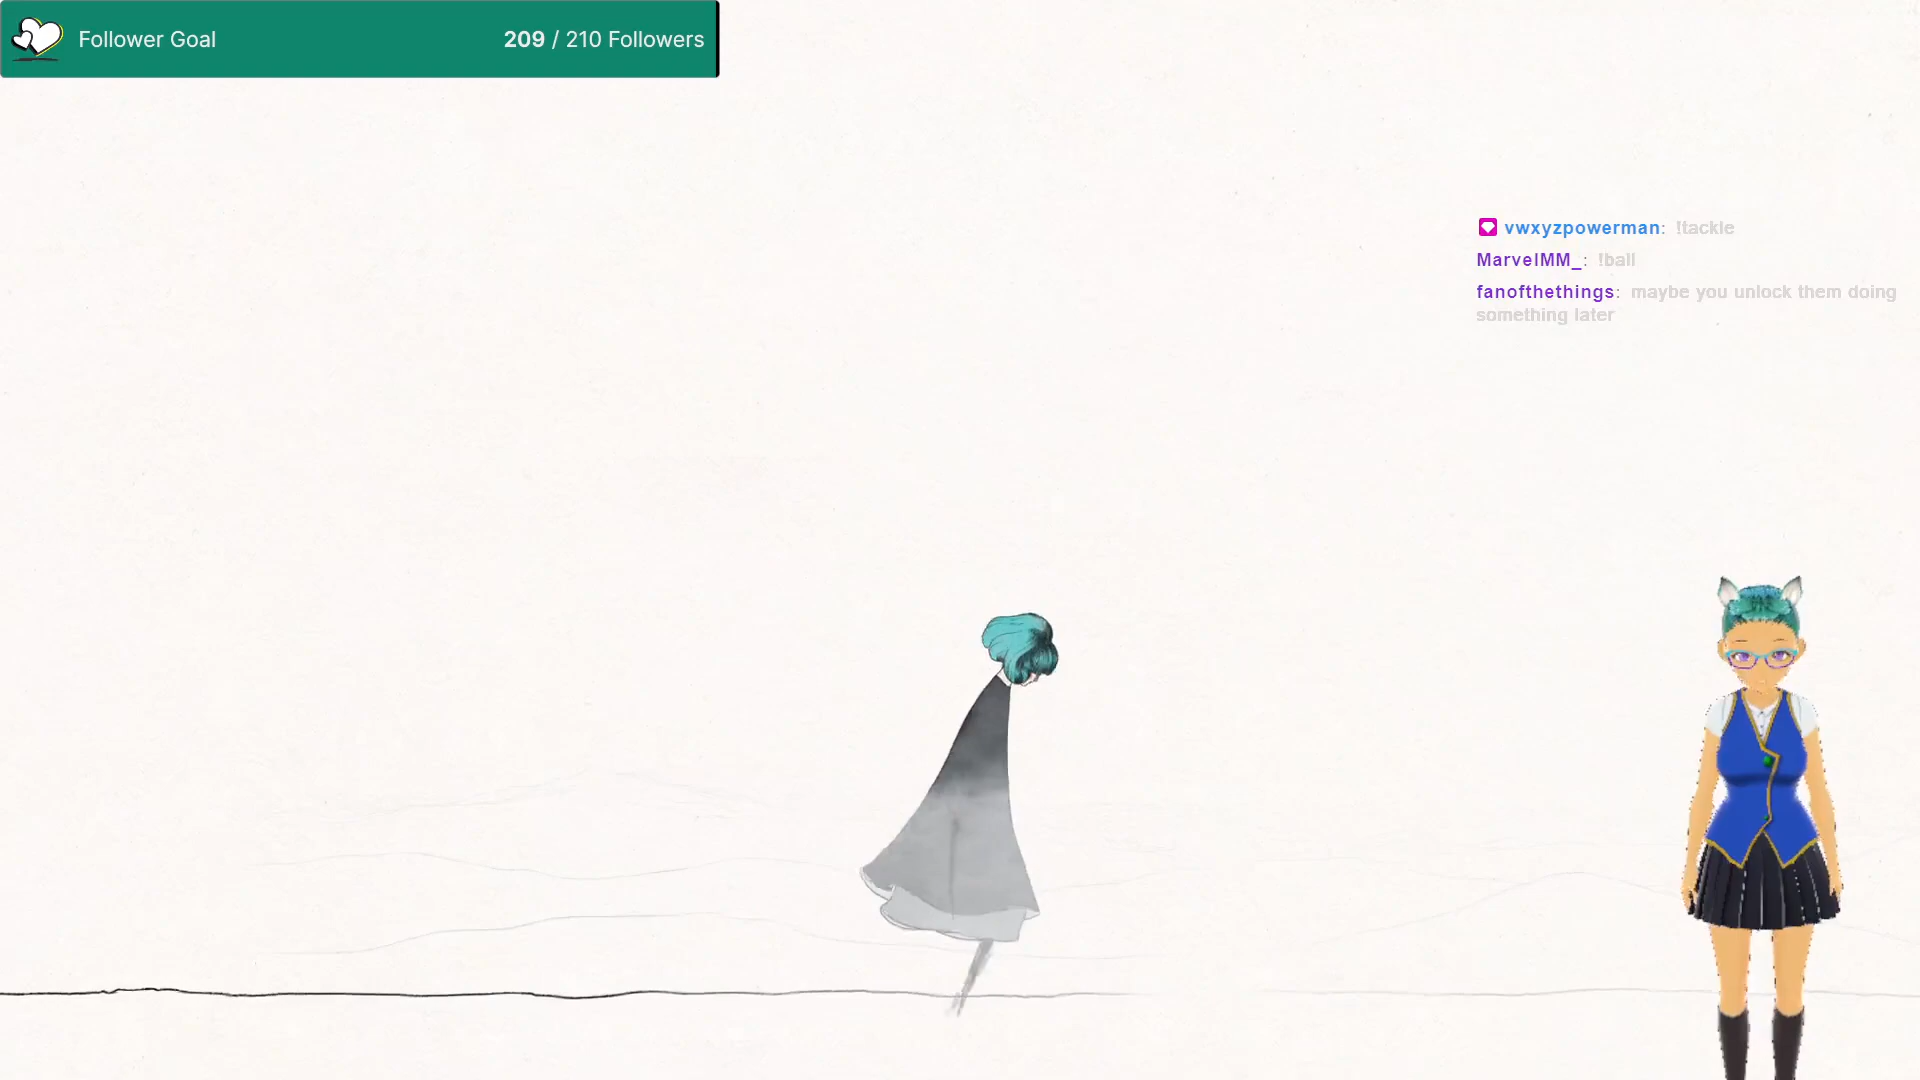 Follower Goal 209 / 210 Followers
vwxyzpowerman: !tackle
MarvelMM_: !ball
fanofthethings: maybe you unlock them doing
something later